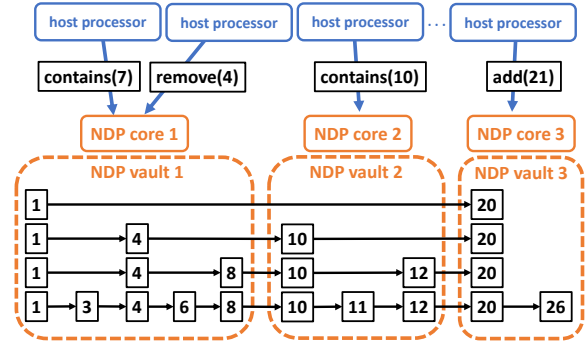 host processor host processor host processor ... host processor
contains(7) remove(4) contains(10) add(21)
NDP core 1 NDP core 2 NDP core 3
NDP vault 1 NDP vault 2 NDP vault 3
1 20
1 4 10 20
1 4 8 10 12 20
1 3 4 6 8 10 11 12 20 26